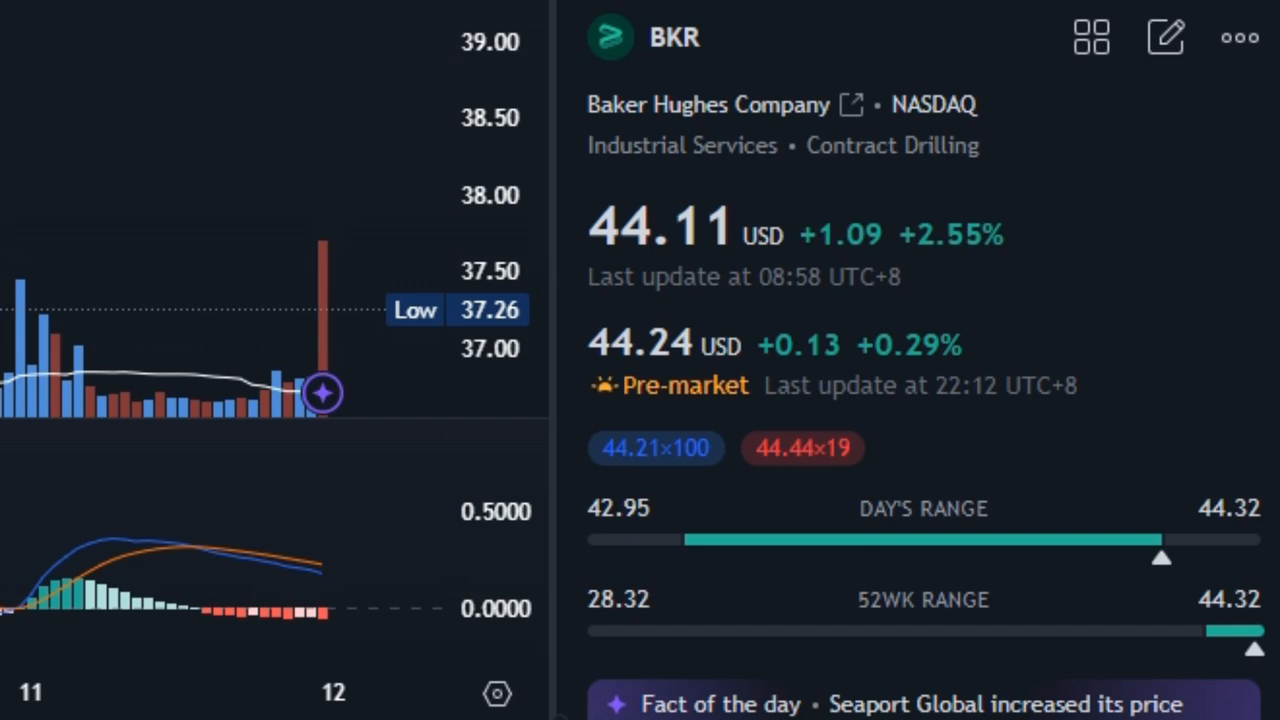 39.00
38.50
38.00
37.50
Low 37.26
37.00
0.5000
0.0000
11 12
BKR
Baker Hughes Company • NASDAQ
Industrial Services • Contract Drilling
44.11 USD +1.09 +2.55%
Last update at 08:58 UTC+8
44.24 USD +0.13 +0.29%
Pre-market Last update at 22:12 UTC+8
44.21×100 44.44×19
42.95 DAY'S RANGE 44.32
28.32 52WK RANGE 44.32
Fact of the day • Seaport Global increased its price